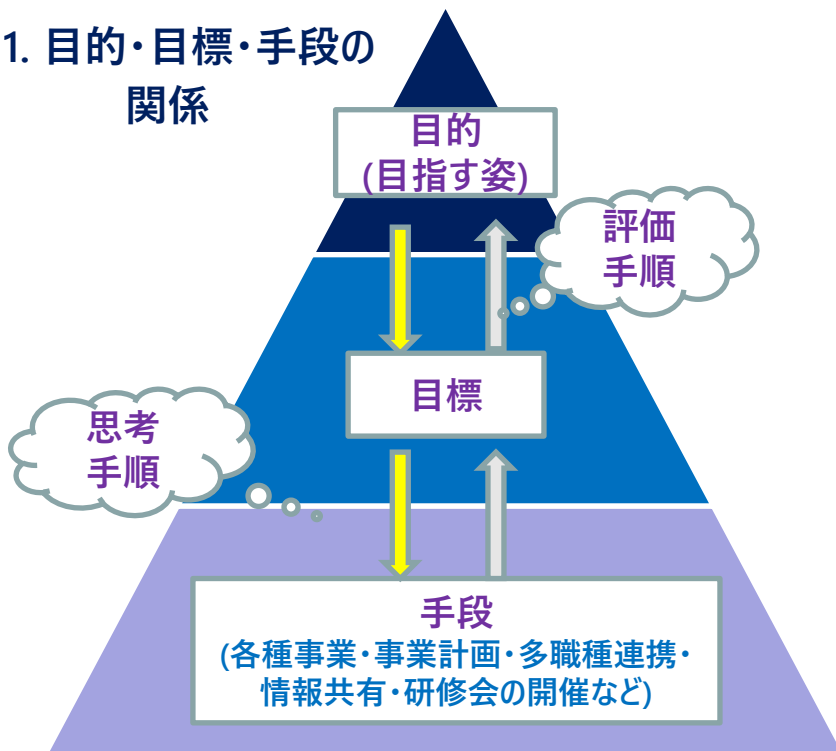 1. 目的・目標・手段の
関係
目的
(目指す姿)
評価
手順
目標
思考
手順
手段
(各種事業・事業計画・多職種連携・
情報共有・研修会の開催など)